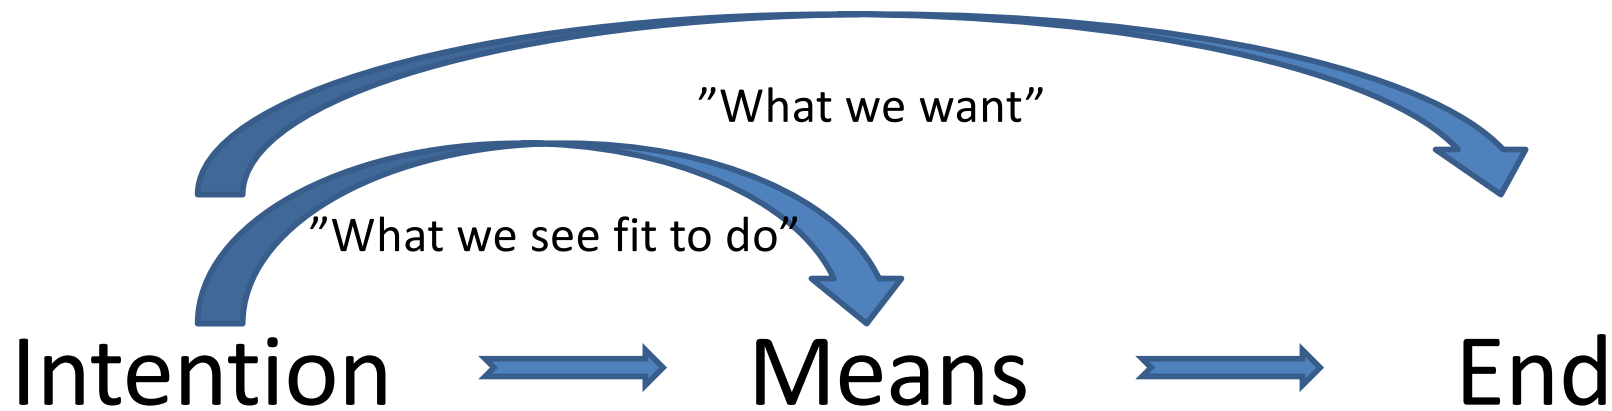 ”What we want”
”What we see fit to do”
Intention Means End